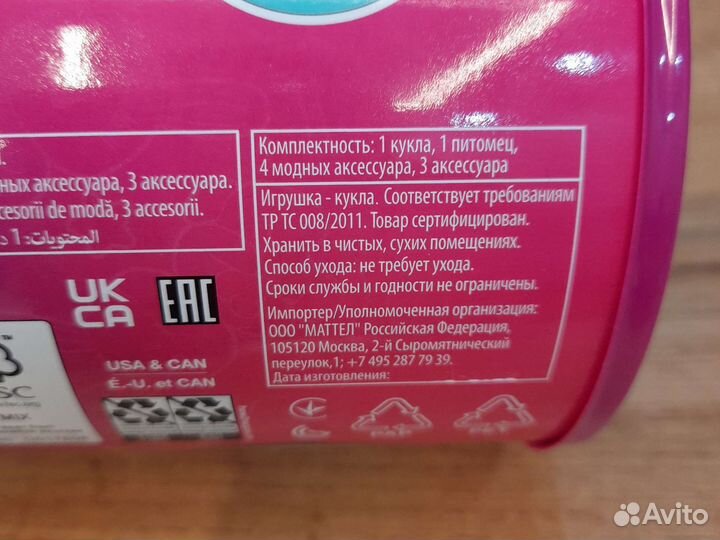 Комплектность: 1 кукла, 1 питомец,
4 модных аксессуара, 3 аксессуара
Игрушка - кукла. Соответствует требованиям
ТР ТС 008/2011. Товар сертифицирован.
Хранить в чистых, сухих помещениях.
Способ ухода: не требует ухода.
Сроки службы и годности не ограничены.
Импортер/Уполномоченная организация:
ООО "МАТТЕЛ" Российская Федерация,
105120 Москва, 2-й Сыромятнический
переулок,1; +7 495 287 79 39.
Дата изготовления:
аксессуара, 3 аксессуара.
de modă, 3 accesorii.
المحتويات: 1
UK
CA
EAC
USA & CAN
É.-U. et CAN
TM
MIX
PAP
Avito